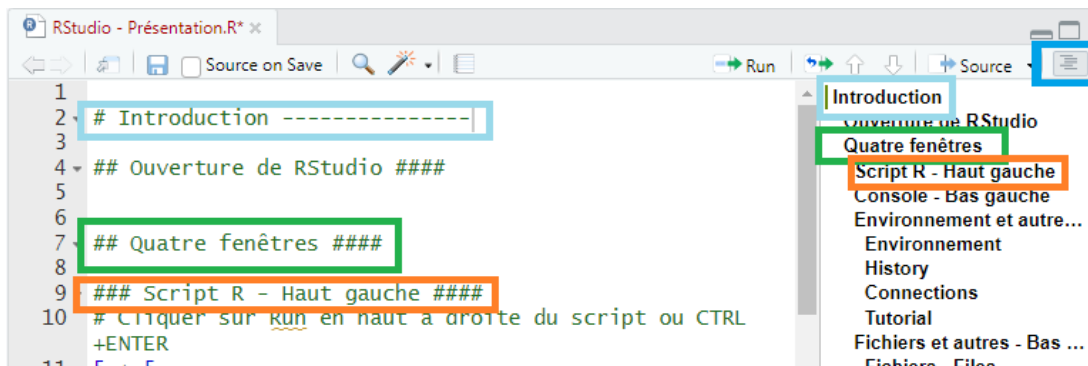 RStudio - Présentation.R*
Source on Save
Run
Source
1
2 # Introduction ---------------
3
4 ## Ouverture de RStudio ####
5
6
7 ## Quatre fenêtres ####
8
9 ### Script R - Haut gauche ####
10 # Cliquer sur Run en haut à droite du script ou CTRL
+ENTER
11
Introduction
Ouverture de RStudio
Quatre fenêtres
Script R - Haut gauche
Console - Bas gauche
Environnement et autre...
Environnement
History
Connections
Tutorial
Fichiers et autres - Bas ...
Fichiers - Files